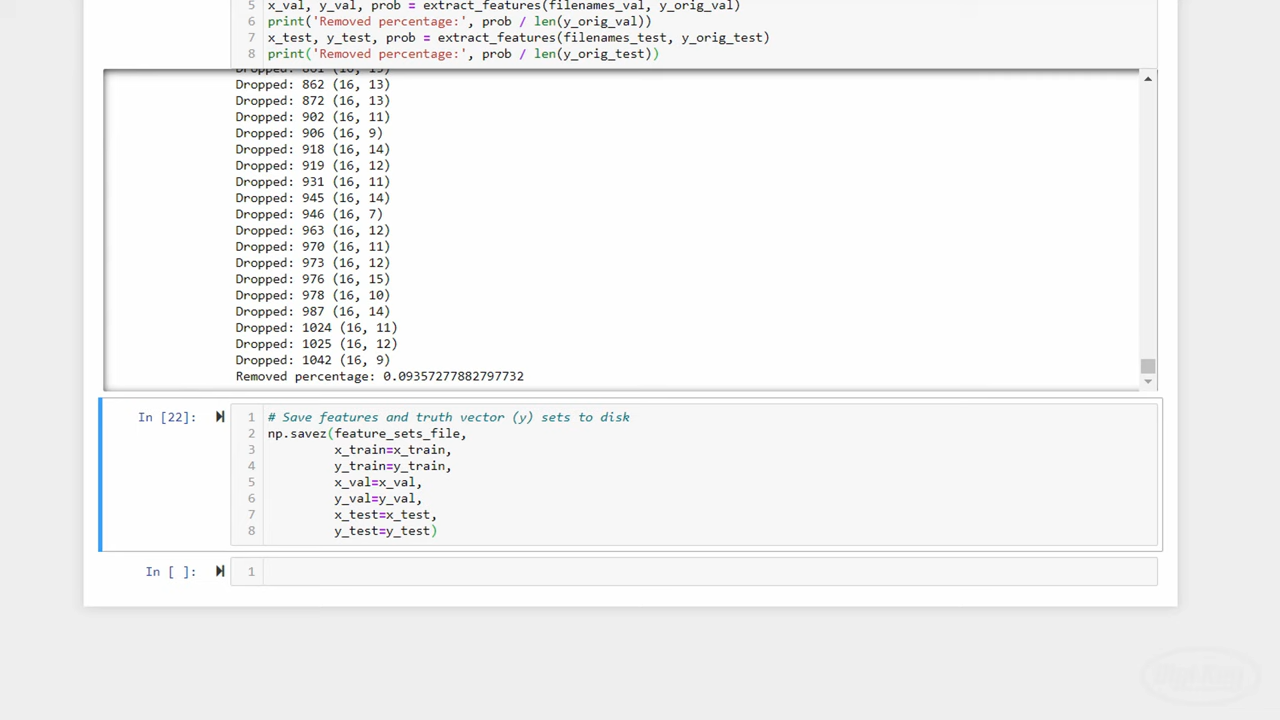 5 x_val, y_val, prob = extract_features(filenames_val, y_orig_val)
6 print('Removed percentage:', prob / len(y_orig_val))
7 x_test, y_test, prob = extract_features(filenames_test, y_orig_test)
8 print('Removed percentage:', prob / len(y_orig_test))
Dropped: 861 (16, 13)
Dropped: 862 (16, 13)
Dropped: 872 (16, 13)
Dropped: 902 (16, 11)
Dropped: 906 (16, 9)
Dropped: 918 (16, 14)
Dropped: 919 (16, 12)
Dropped: 931 (16, 11)
Dropped: 945 (16, 14)
Dropped: 946 (16, 7)
Dropped: 963 (16, 12)
Dropped: 970 (16, 11)
Dropped: 973 (16, 12)
Dropped: 976 (16, 15)
Dropped: 978 (16, 10)
Dropped: 987 (16, 14)
Dropped: 1024 (16, 11)
Dropped: 1025 (16, 12)
Dropped: 1042 (16, 9)
Removed percentage: 0.09357277882797732
In [22]: 1 # Save features and truth vector (y) sets to disk
2 np.savez(feature_sets_file,
3 x_train=x_train,
4 y_train=y_train,
5 x_val=x_val,
6 y_val=y_val,
7 x_test=x_test,
8 y_test=y_test)
In [ ]: 1
Digi-Key